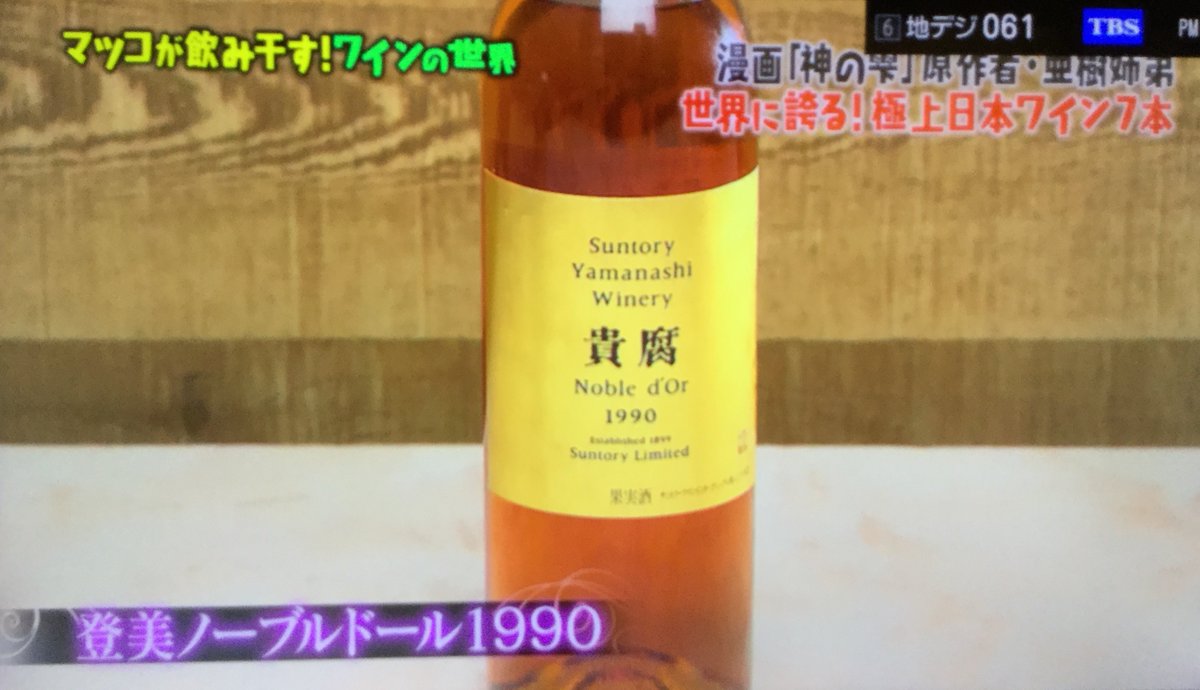 マツコが飲み干す!ワインの世界
6 地デジ061 TBS PM
漫画「神の雫」原作者・亜樹姉弟
世界に誇る!極上日本ワイン7本
Suntory
Yamanashi
Winery
貴腐
Noble d'Or
1990
Established 1899
Suntory Limited
果実酒
登美ノーブルドール1990